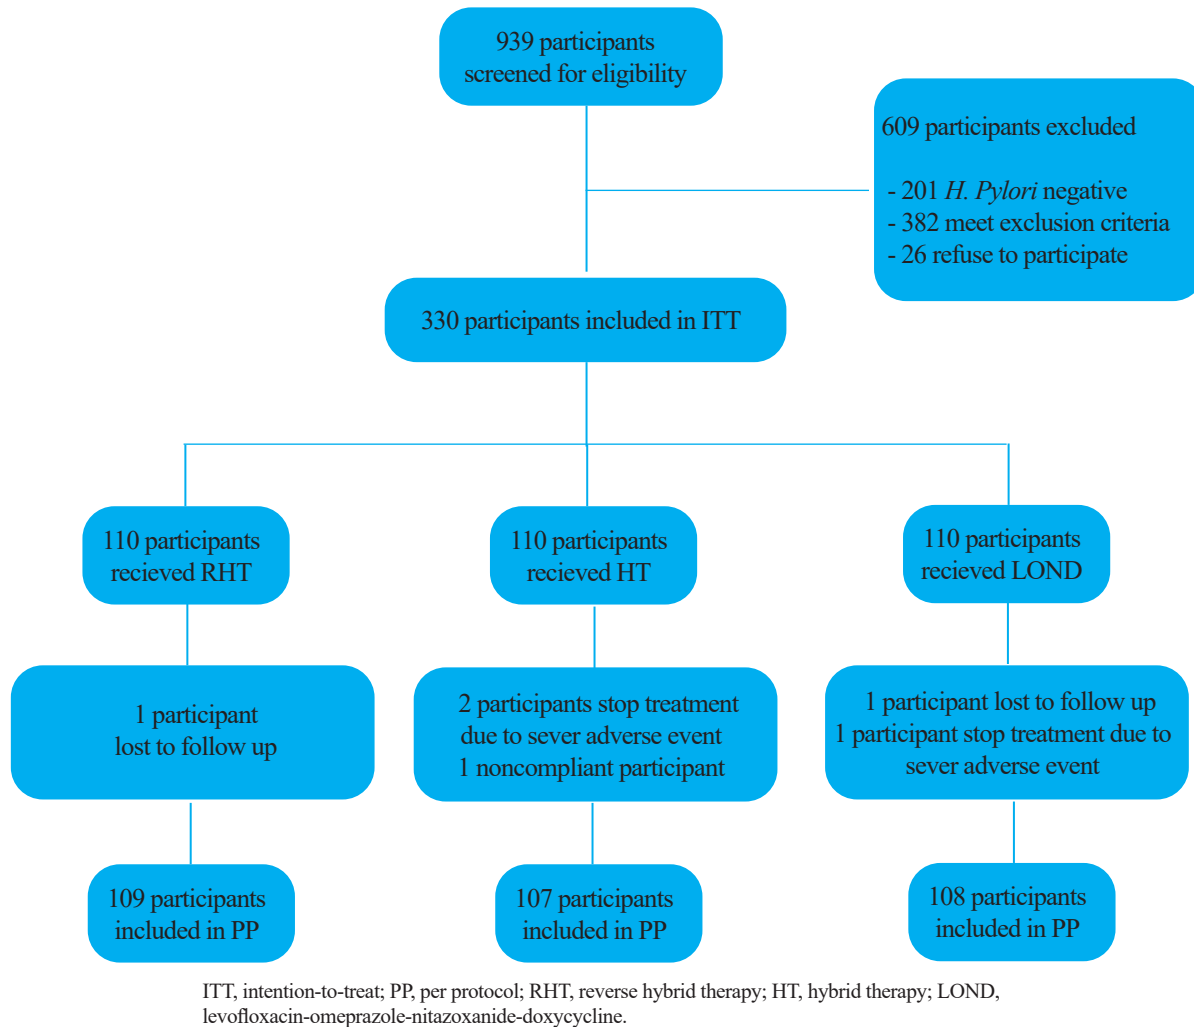 939 participants
screened for eligibility
609 participants excluded
- 201 H. Pylori negative
- 382 meet exclusion criteria
- 26 refuse to participate
330 participants included in ITT
110 participants
recieved RHT
110 participants
recieved HT
110 participants
recieved LOND
1 participant
lost to follow up
2 participants stop treatment
due to sever adverse event
1 noncompliant participant
1 participant lost to follow up
1 participant stop treatment due to
sever adverse event
109 participants
included in PP
107 participants
included in PP
108 participants
included in PP
ITT, intention-to-treat; PP, per protocol; RHT, reverse hybrid therapy; HT, hybrid therapy; LOND,
levofloxacin-omeprazole-nitazoxanide-doxycycline.